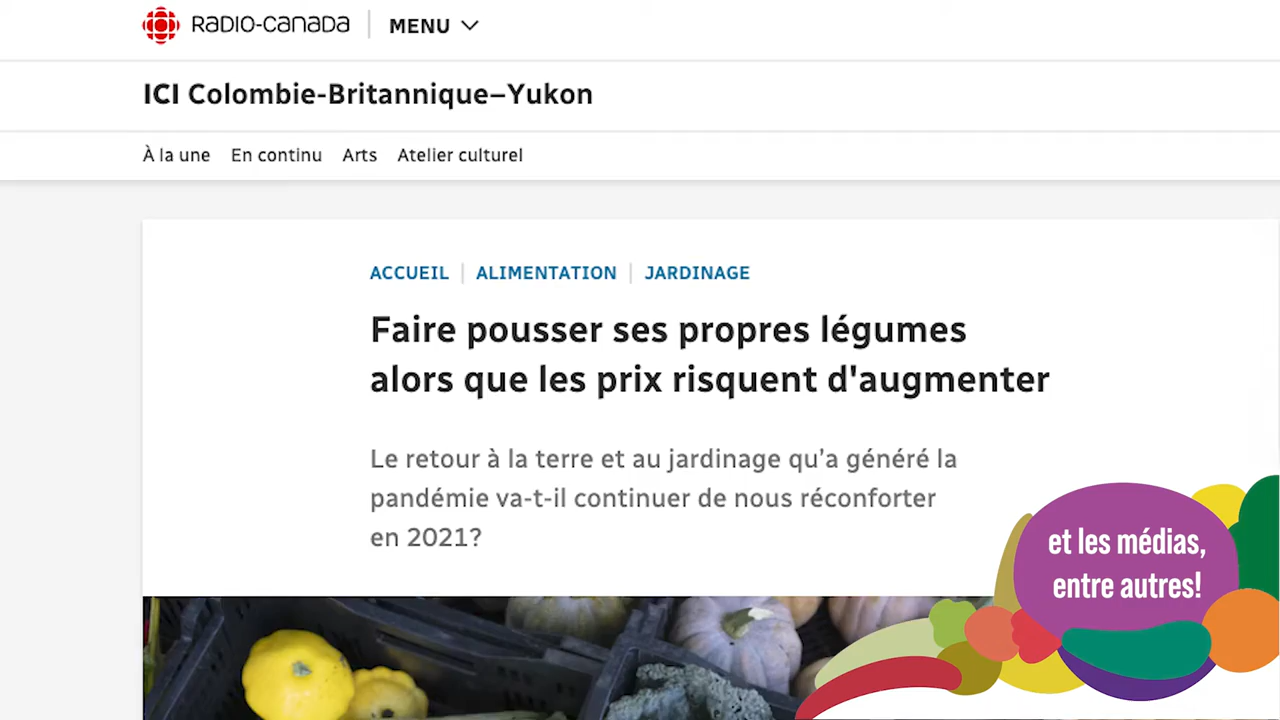 RADIO-CANADA MENU
ICI Colombie-Britannique–Yukon
À la une En continu Arts Atelier culturel
ACCUEIL ALIMENTATION JARDINAGE
Faire pousser ses propres légumes
alors que les prix risquent d'augmenter
Le retour à la terre et au jardinage qu’a généré la
pandémie va-t-il continuer de nous réconforter
en 2021?
et les médias,
entre autres!